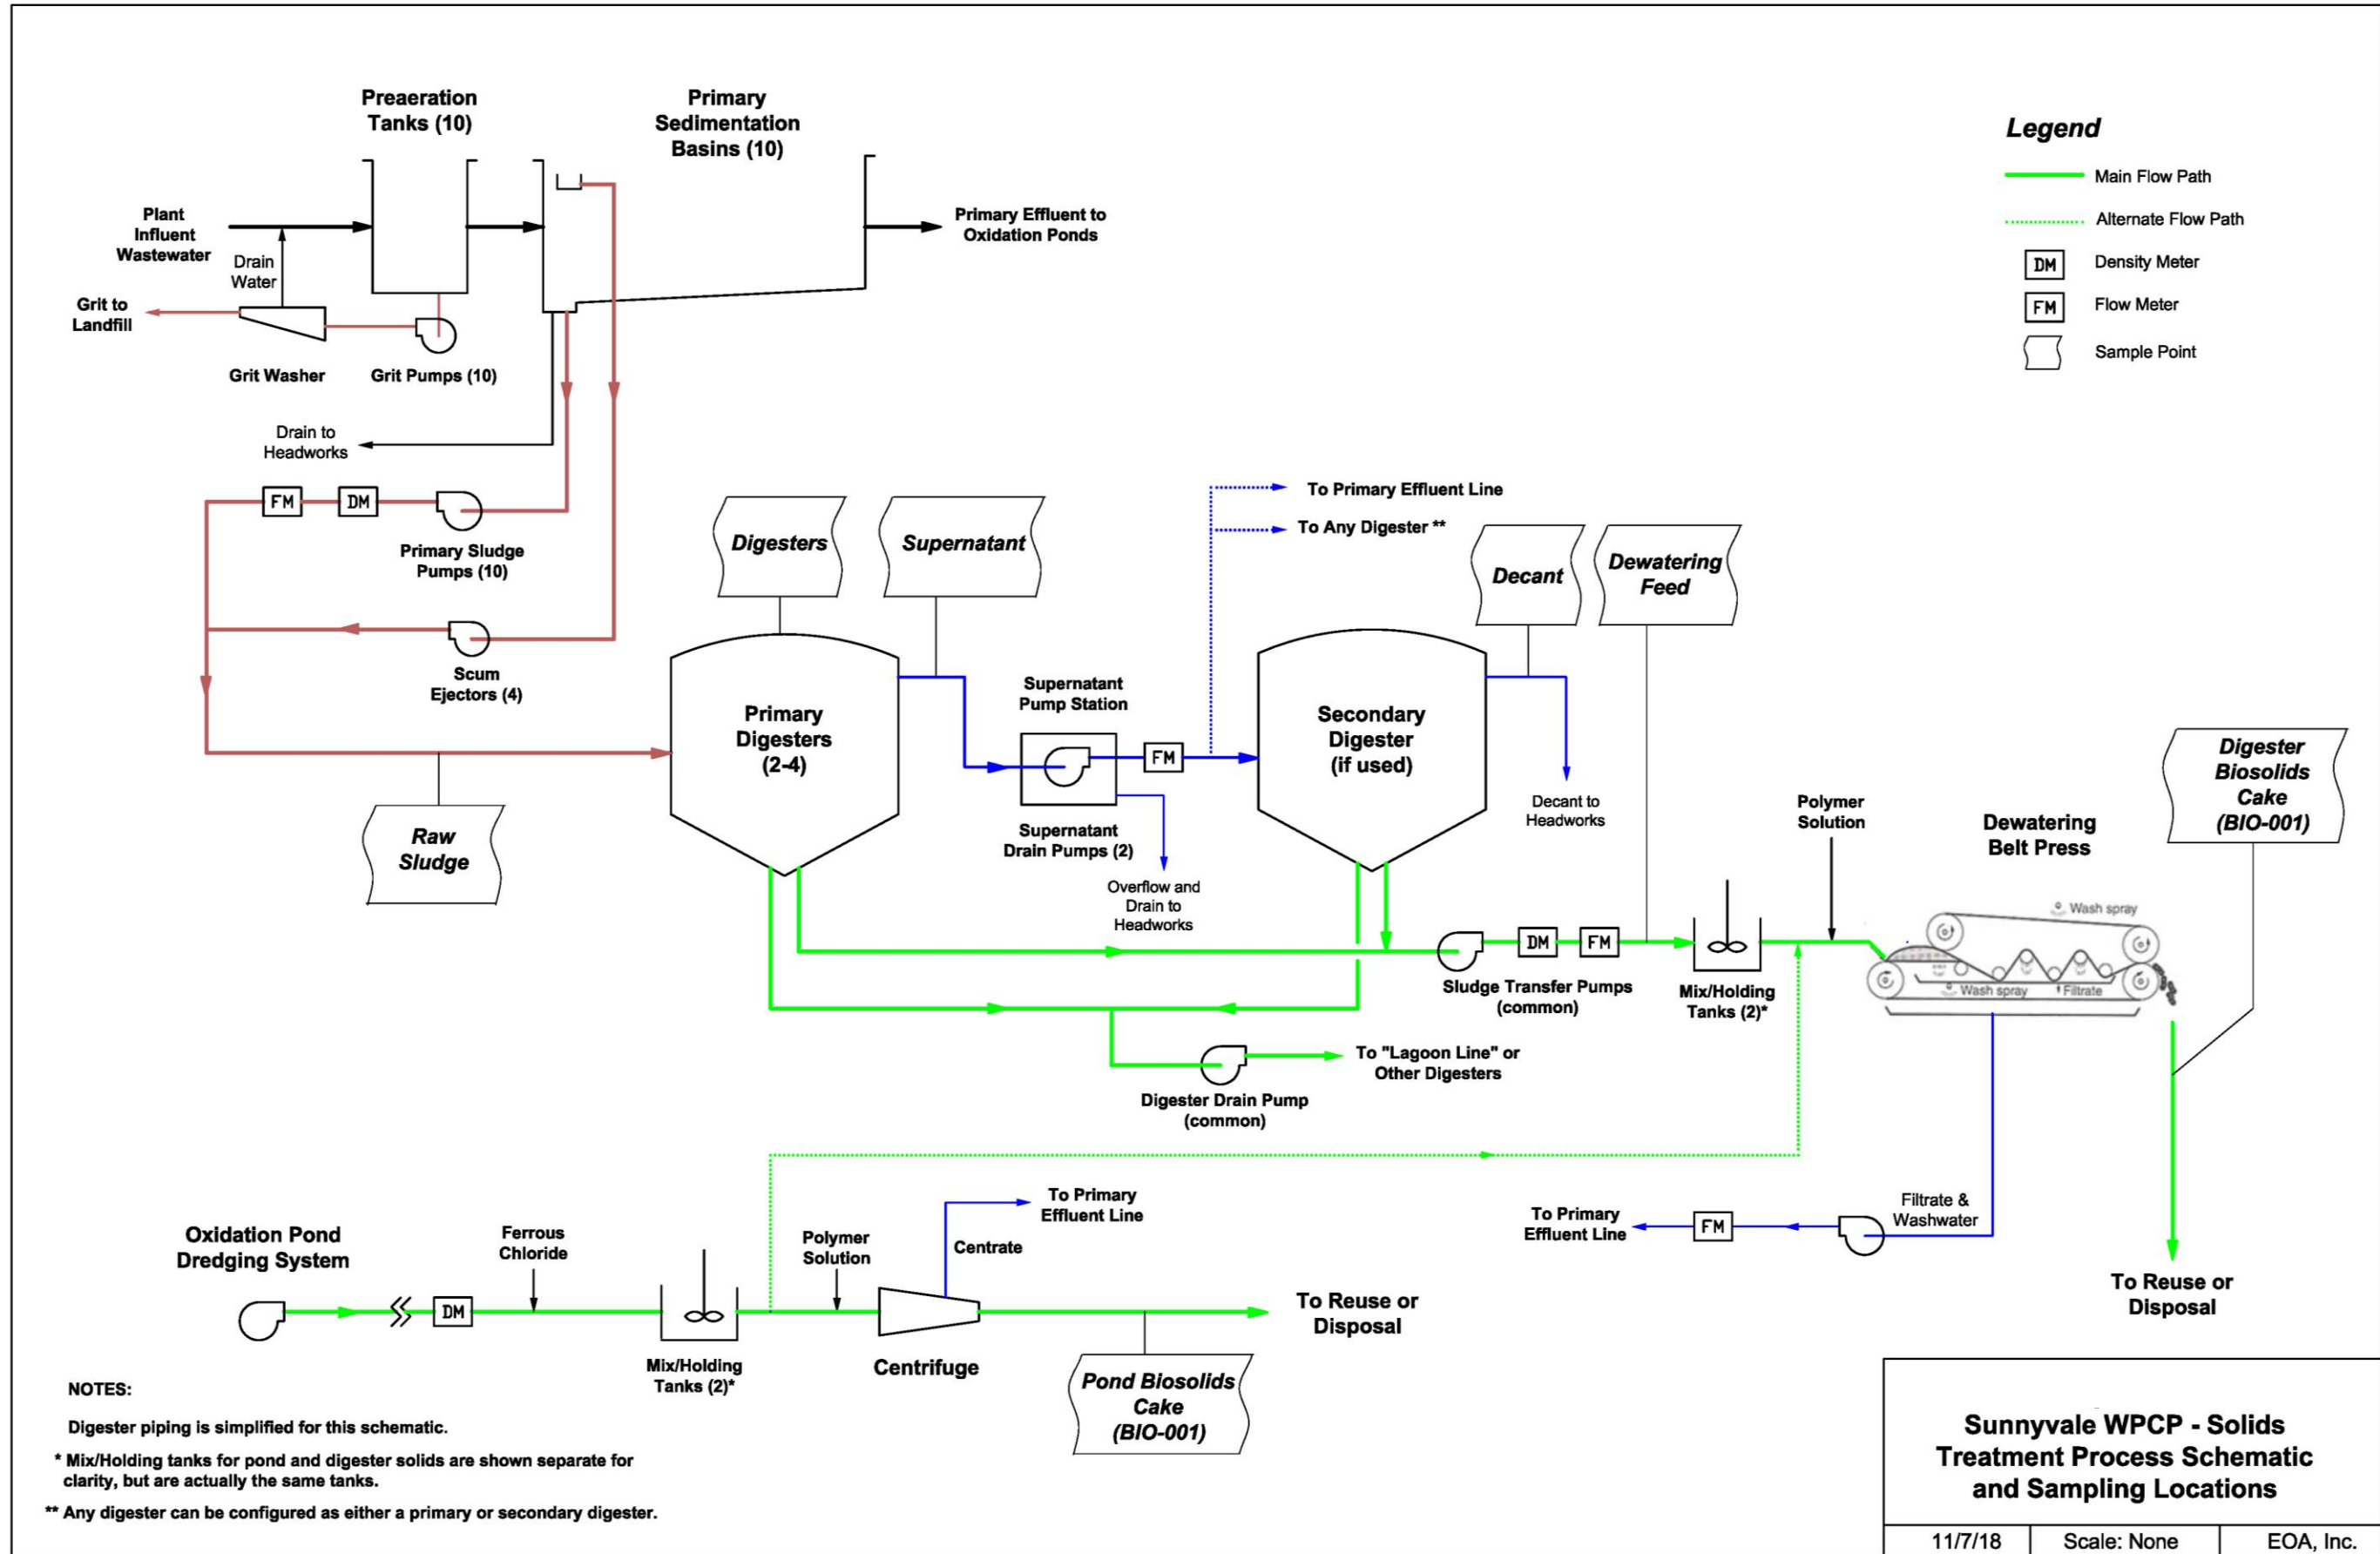 Preaeration
Tanks (10)
Primary
Sedimentation
Basins (10)
Legend
Main Flow Path
Alternate Flow Path
DM
Density Meter
FM
Flow Meter
Sample Point
Plant
Influent
Wastewater
Drain
Water
Primary Effluent to
Oxidation Ponds
Grit to
Landfill
Grit Washer
Grit Pumps (10)
Drain to
Headworks
FM
DM
Primary Sludge
Pumps (10)
Scum
Ejectors (4)
Raw
Sludge
Digesters
Supernatant
Primary
Digesters
(2-4)
Supernatant
Pump Station
FM
Supernatant
Drain Pumps (2)
Overflow and
Drain to
Headworks
To Primary Effluent Line
To Any Digester **
Secondary
Digester
(if used)
Decant
Dewatering
Feed
Decant to
Headworks
DM
FM
Sludge Transfer Pumps
(common)
Mix/Holding
Tanks (2)*
Polymer
Solution
Dewatering
Belt Press
Wash spray
Wash spray
Filtrate
Digester
Biosolids
Cake
(BIO-001)
To "Lagoon Line" or
Other Digesters
Digester Drain Pump
(common)
To Primary
Effluent Line
FM
Filtrate &
Washwater
To Reuse or
Disposal
Oxidation Pond
Dredging System
DM
Ferrous
Chloride
Mix/Holding
Tanks (2)*
Polymer
Solution
Centrifuge
Centrate
To Primary
Effluent Line
To Reuse or
Disposal
Pond Biosolids
Cake
(BIO-001)
NOTES:
Digester piping is simplified for this schematic.
* Mix/Holding tanks for pond and digester solids are shown separate for
clarity, but are actually the same tanks.
** Any digester can be configured as either a primary or secondary digester.
Sunnyvale WPCP - Solids
Treatment Process Schematic
and Sampling Locations
11/7/18
Scale: None
EOA, Inc.